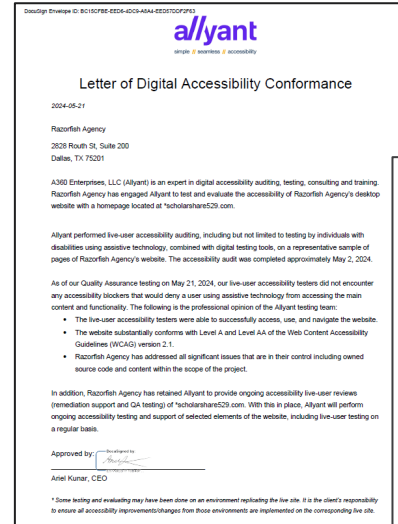 DocuSign Envelope ID: BC15CFBE-EED6-4DC9-A8A4-EED57DDF2F63
allyant
simple // seamless // accessibility
Letter of Digital Accessibility Conformance
2024-05-21
Razorfish Agency
2828 Routh St, Suite 200
Dallas, TX 75201
A360 Enterprises, LLC (Allyant) is an expert in digital accessibility auditing, testing, consulting and training.
Razorfish Agency has engaged Allyant to test and evaluate the accessibility of Razorfish Agency's desktop
website with a homepage located at *scholarshare529.com.
Allyant performed live-user accessibility auditing, including but not limited to testing by individuals with
disabilities using assistive technology, combined with digital testing tools, on a representative sample of
pages of Razorfish Agency's website. The accessibility audit was completed approximately May 2, 2024.
As of our Quality Assurance testing on May 21, 2024, our live-user accessibility testers did not encounter
any accessibility blockers that would deny a user using assistive technology from accessing the main
content and functionality. The following is the professional opinion of the Allyant testing team:
• The live-user accessibility testers were able to successfully access, use, and navigate the website.
• The website substantially conforms with Level A and Level AA of the Web Content Accessibility
Guidelines (WCAG) version 2.1.
• Razorfish Agency has addressed all significant issues that are in their control including owned
source code and content within the scope of the project.
In addition, Razorfish Agency has retained Allyant to provide ongoing accessibility live-user reviews
(remediation support and QA testing) of *scholarshare529.com. With this in place, Allyant will perform
ongoing accessibility testing and support of selected elements of the website, including live-user testing on
a regular basis.
Approved by:
DocuSigned by:
Ariel Kunar, CEO
* Some testing and evaluating may have been done on an environment replicating the live site. It is the client's responsibility
to ensure all accessibility improvements/changes from those environments are implemented on the corresponding live site.